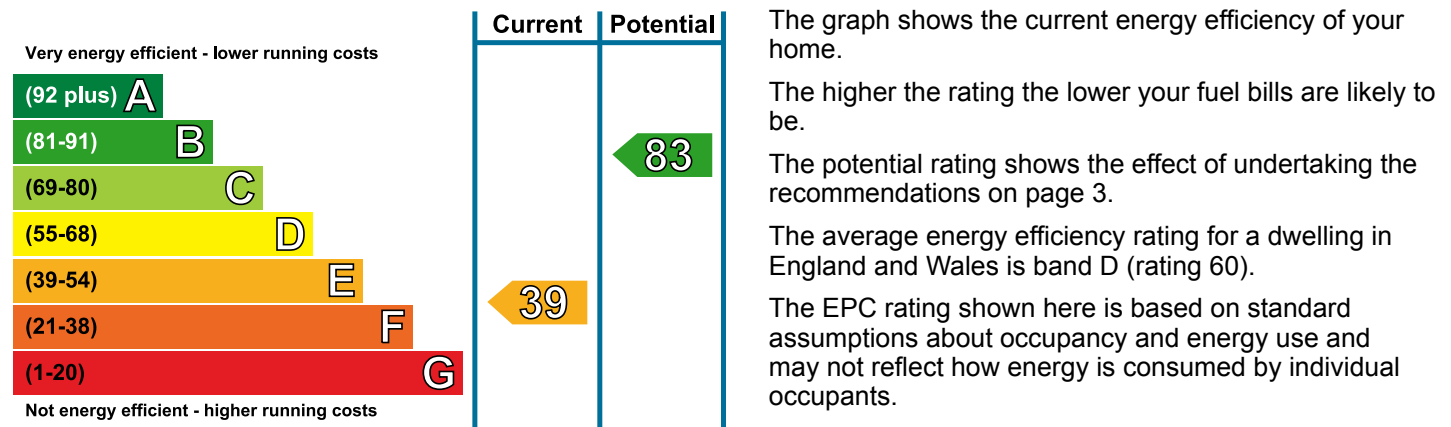 Current Potential
Very energy efficient - lower running costs
(92 plus) A
(81-91) B
83
(69-80) C
(55-68) D
(39-54) E
39
(21-38) F
(1-20) G
Not energy efficient - higher running costs
The graph shows the current energy efficiency of your
home.
The higher the rating the lower your fuel bills are likely to
be.
The potential rating shows the effect of undertaking the
recommendations on page 3.
The average energy efficiency rating for a dwelling in
England and Wales is band D (rating 60).
The EPC rating shown here is based on standard
assumptions about occupancy and energy use and
may not reflect how energy is consumed by individual
occupants.